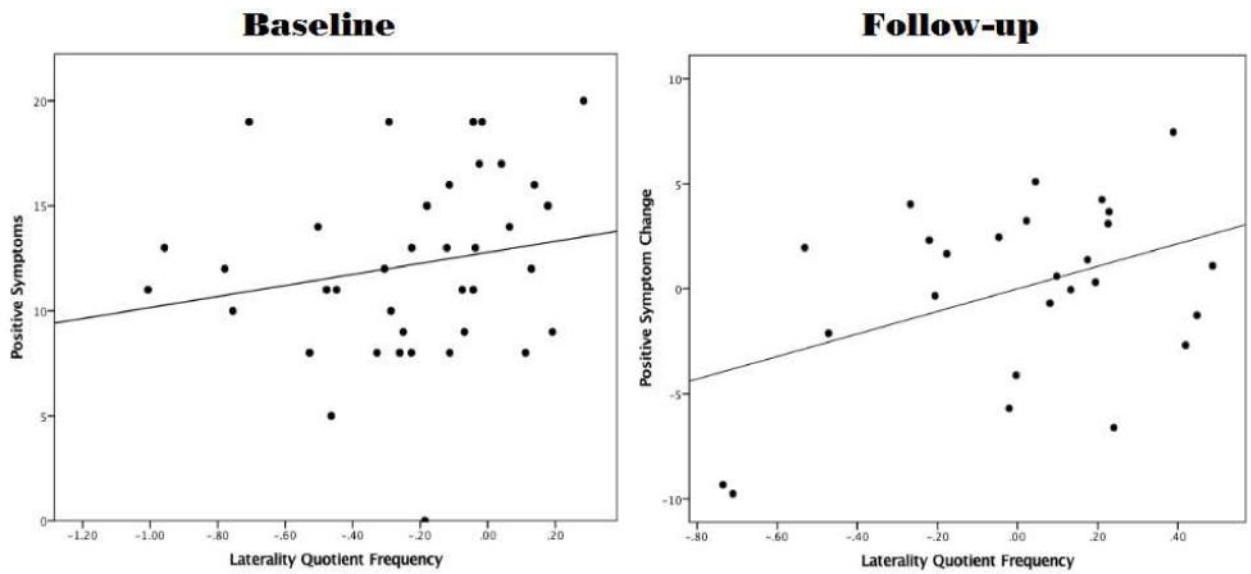 Baseline
Positive Symptoms
20
15
10
5
0
-1.20 -1.00 -.80 -.60 -.40 -.20 .00 .20
Laterality Quotient Frequency
Follow-up
Positive Symptom Change
10
5
0
-5
-10
-.80 -.60 -.40 -.20 .00 .20 .40
Laterality Quotient Frequency